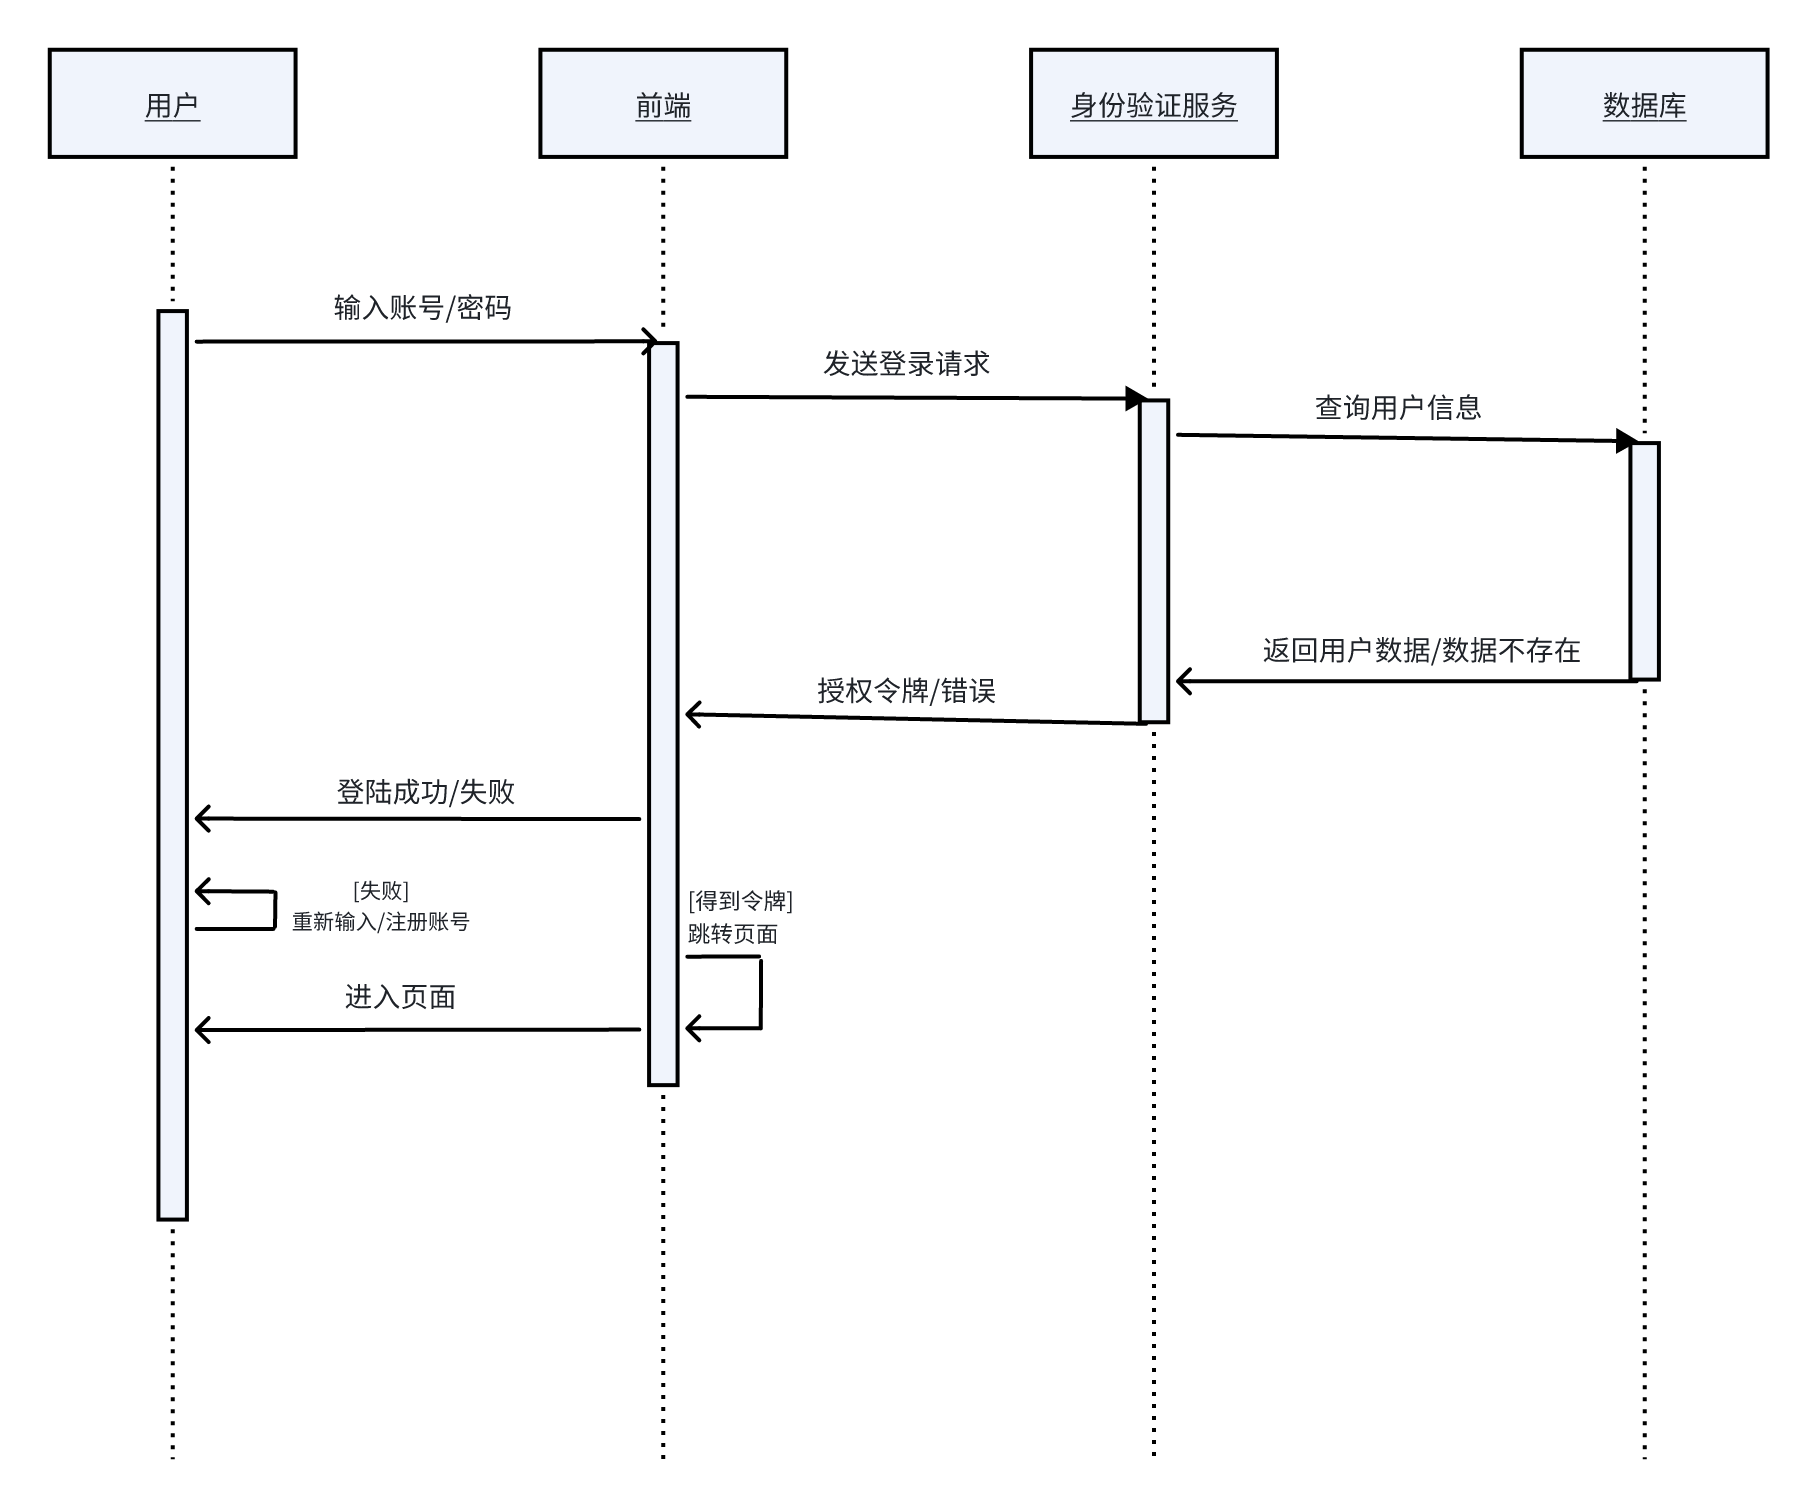 用户
前端
身份验证服务
数据库
输入账号/密码
发送登录请求
查询用户信息
返回用户数据/数据不存在
授权令牌/错误
登陆成功/失败
[失败]
重新输入/注册账号
[得到令牌]
跳转页面
进入页面